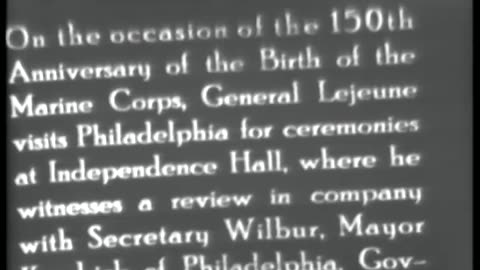 On the occasion of the 150th
Anniversary of the Birth of the
Marine Corps, General Lejeune
visits Philadelphia for ceremonies
at Independence Hall, where he
witnesses a review in company
with Secretary Wilbur, Mayor
of Philadelphia, Gov-